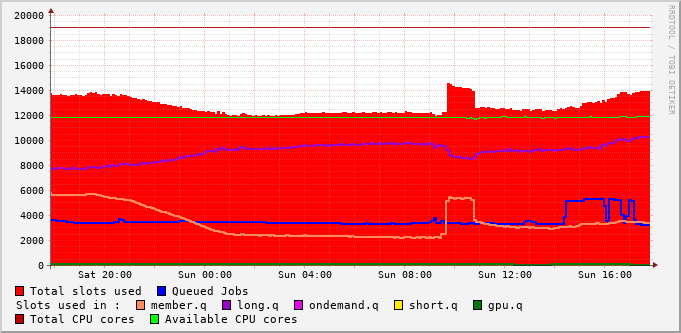 20000
18000
16000
14000
12000
10000
8000
6000
4000
2000
0
Sat 20:00 Sun 00:00 Sun 04:00 Sun 08:00 Sun 12:00 Sun 16:00
Total slots used Queued Jobs
Slots used in : member.q long.q ondemand.q short.q gpu.q
Total CPU cores Available CPU cores
RRDTOOL / TOBI OETIKER